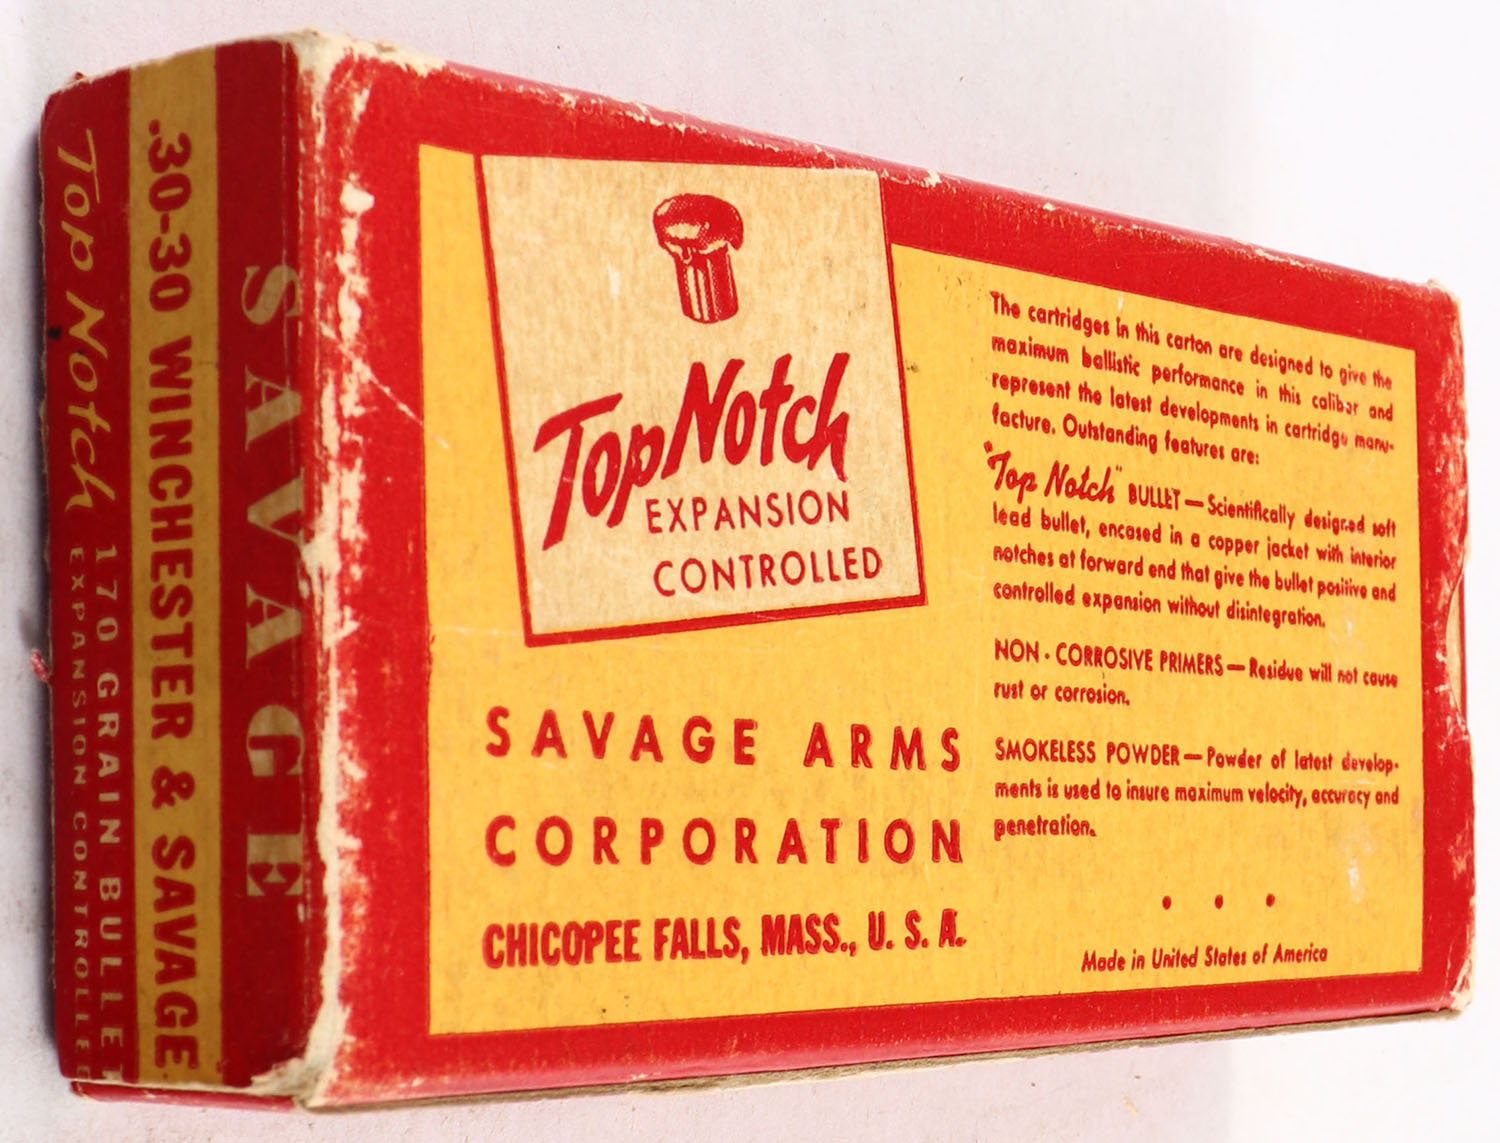 SAVAGE
.30-30 WINCHESTER & SAVAGE
Top Notch 170 GRAIN BULLET
EXPANSION CONTROLLED
Top Notch
EXPANSION
CONTROLLED
SAVAGE ARMS
CORPORATION
CHICOPEE FALLS, MASS., U. S. A.
The cartridges in this carton are designed to give the
maximum ballistic performance in this caliber and
represent the latest developments in cartridge manu-
facture. Outstanding features are:
"Top Notch" BULLET — Scientifically designed soft
lead bullet, encased in a copper jacket with interior
notches at forward end that give the bullet positive and
controlled expansion without disintegration.
NON - CORROSIVE PRIMERS — Residue will not cause
rust or corrosion.
SMOKELESS POWDER — Powder of latest develop-
ments is used to insure maximum velocity, accuracy and
penetration.
Made in United States of America